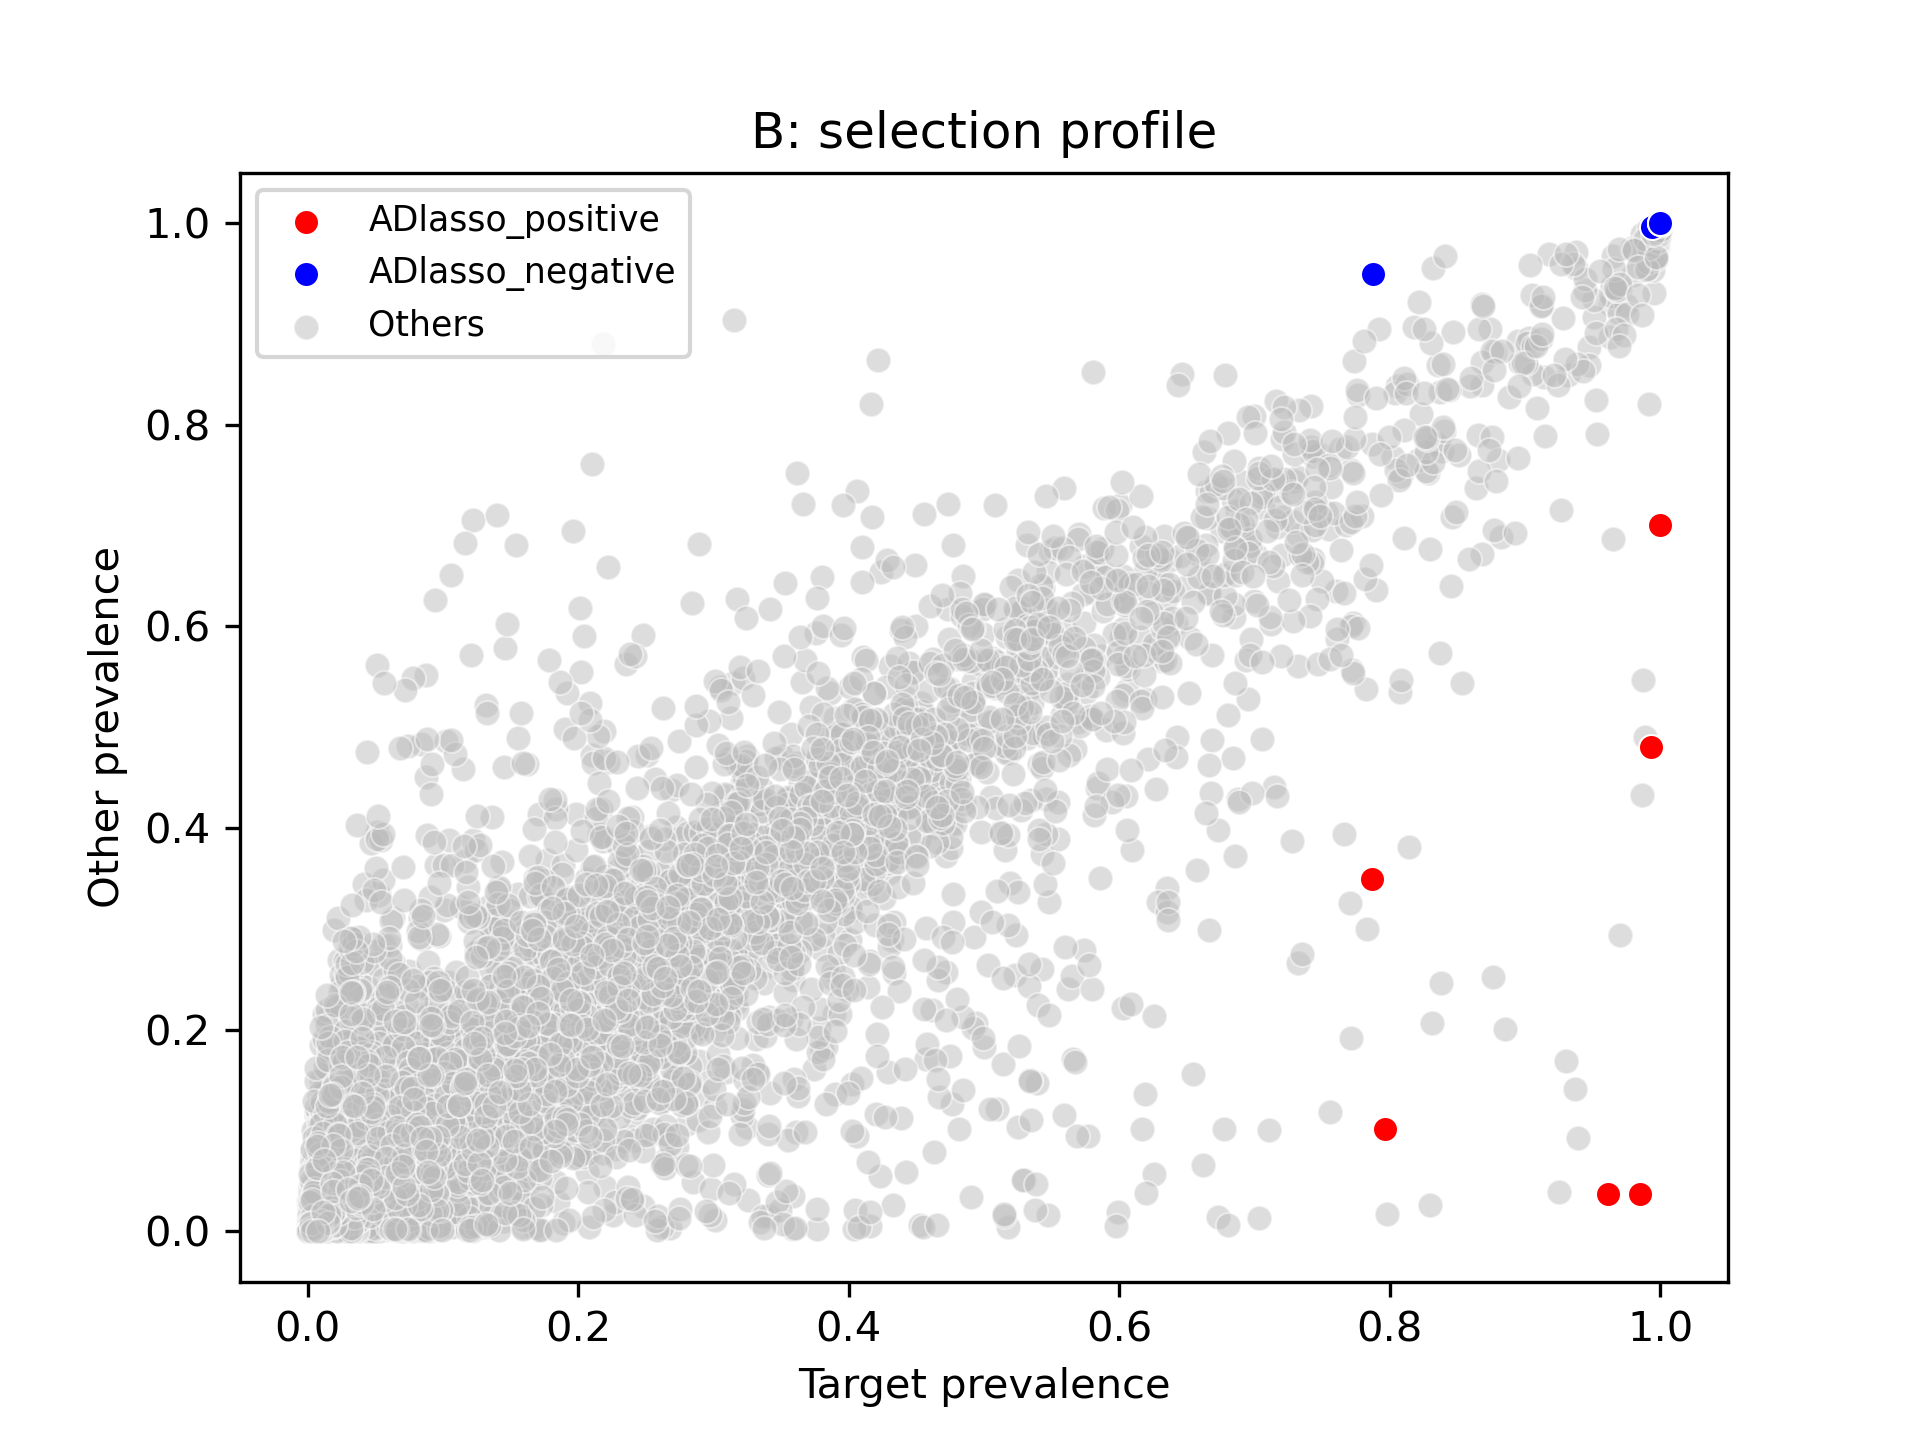 B: selection profile
ADlasso_positive
ADlasso_negative
Others
1.0
0.8
0.6
0.4
0.2
0.0
Other prevalence
0.0 0.2 0.4 0.6 0.8 1.0
Target prevalence